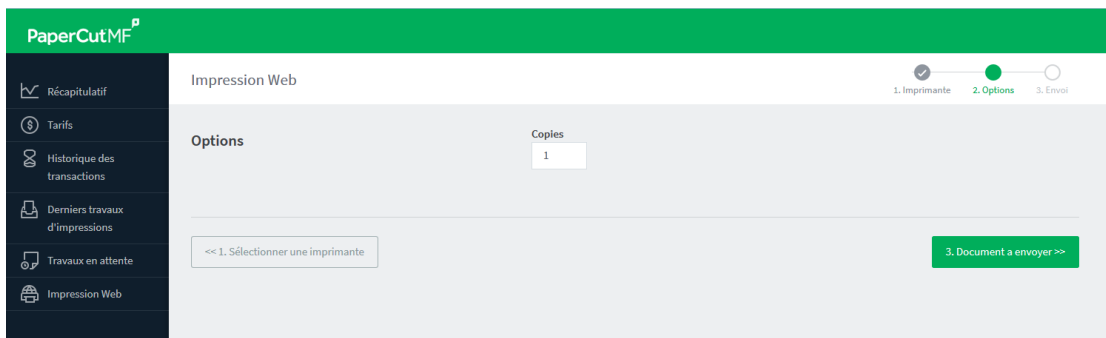 PaperCutMF
Récapitulatif
Tarifs
Historique des
transactions
Derniers travaux
d'impressions
Travaux en attente
Impression Web
Impression Web
1. Imprimante
2. Options
3. Envoi
Options
Copies
1
<< 1. Sélectionner une imprimante
3. Document a envoyer >>